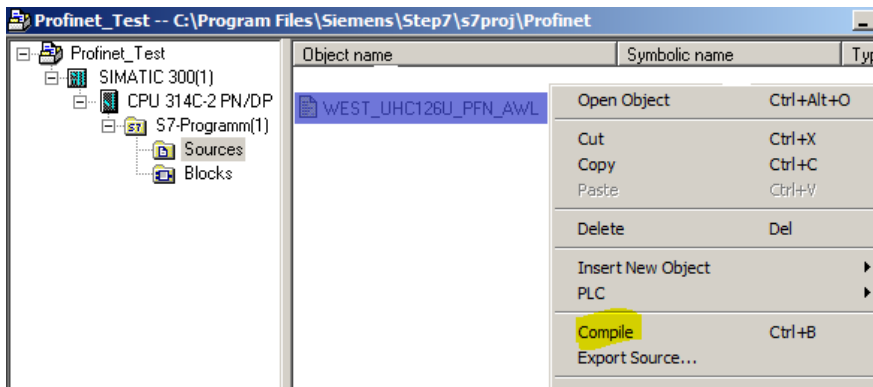 Profinet_Test -- C:\Program Files\Siemens\Step7\s7proj\Profinet
Profinet_Test
SIMATIC 300(1)
CPU 314C-2 PN/DP
S7-Programm(1)
Sources
Blocks
Object name Symbolic name Typ
WEST_UHC126U_PFN_AWL
Open Object Ctrl+Alt+O
Cut Ctrl+X
Copy Ctrl+C
Paste Ctrl+V
Delete Del
Insert New Object
PLC
Compile Ctrl+B
Export Source...